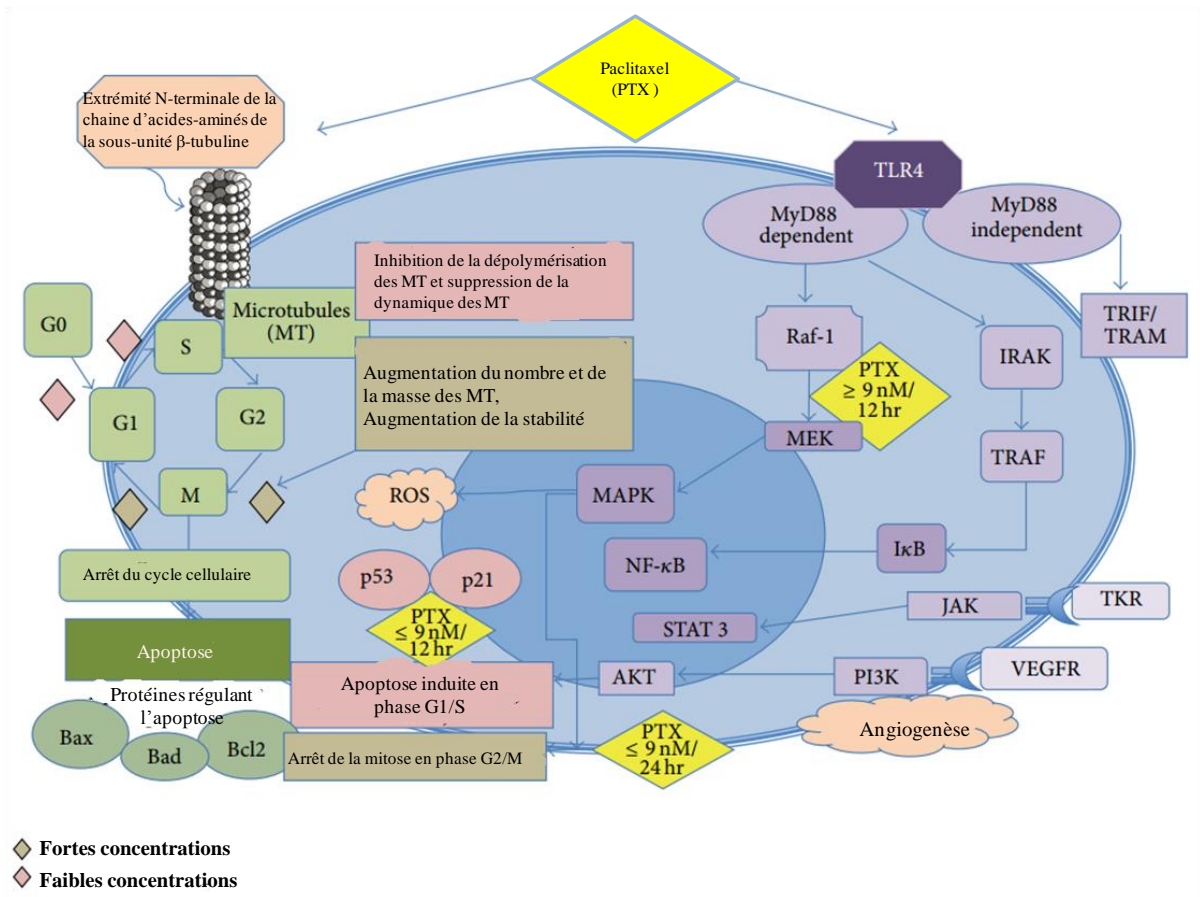 Paclitaxel
(PTX )
Extrémité N-terminale de la
chaine d'acides-aminés de
la sous-unité β-tubuline
TLR4
MyD88
dependent
MyD88
independent
Inhibition de la dépolymérisation
des MT et suppression de la
dynamique des MT
Microtubules
(MT)
G0
S
G1
G2
M
Augmentation du nombre et de
la masse des MT,
Augmentation de la stabilité
Raf-1
PTX
≥ 9 nM/
12 hr
MEK
IRAK
TRIF/
TRAM
TRAF
ROS
MAPK
NF-κB
IκB
STAT 3
JAK
TKR
Arrêt du cycle cellulaire
p53
p21
PTX
≤ 9 nM/
12 hr
Apoptose
Apoptose induite en
phase G1/S
AKT
PI3K
VEGFR
Protéines régulant
l'apoptose
Bax
Bad
Bcl2
Arrêt de la mitose en phase G2/M
PTX
≤ 9 nM/
24 hr
Angiogenèse
Fortes concentrations
Faibles concentrations